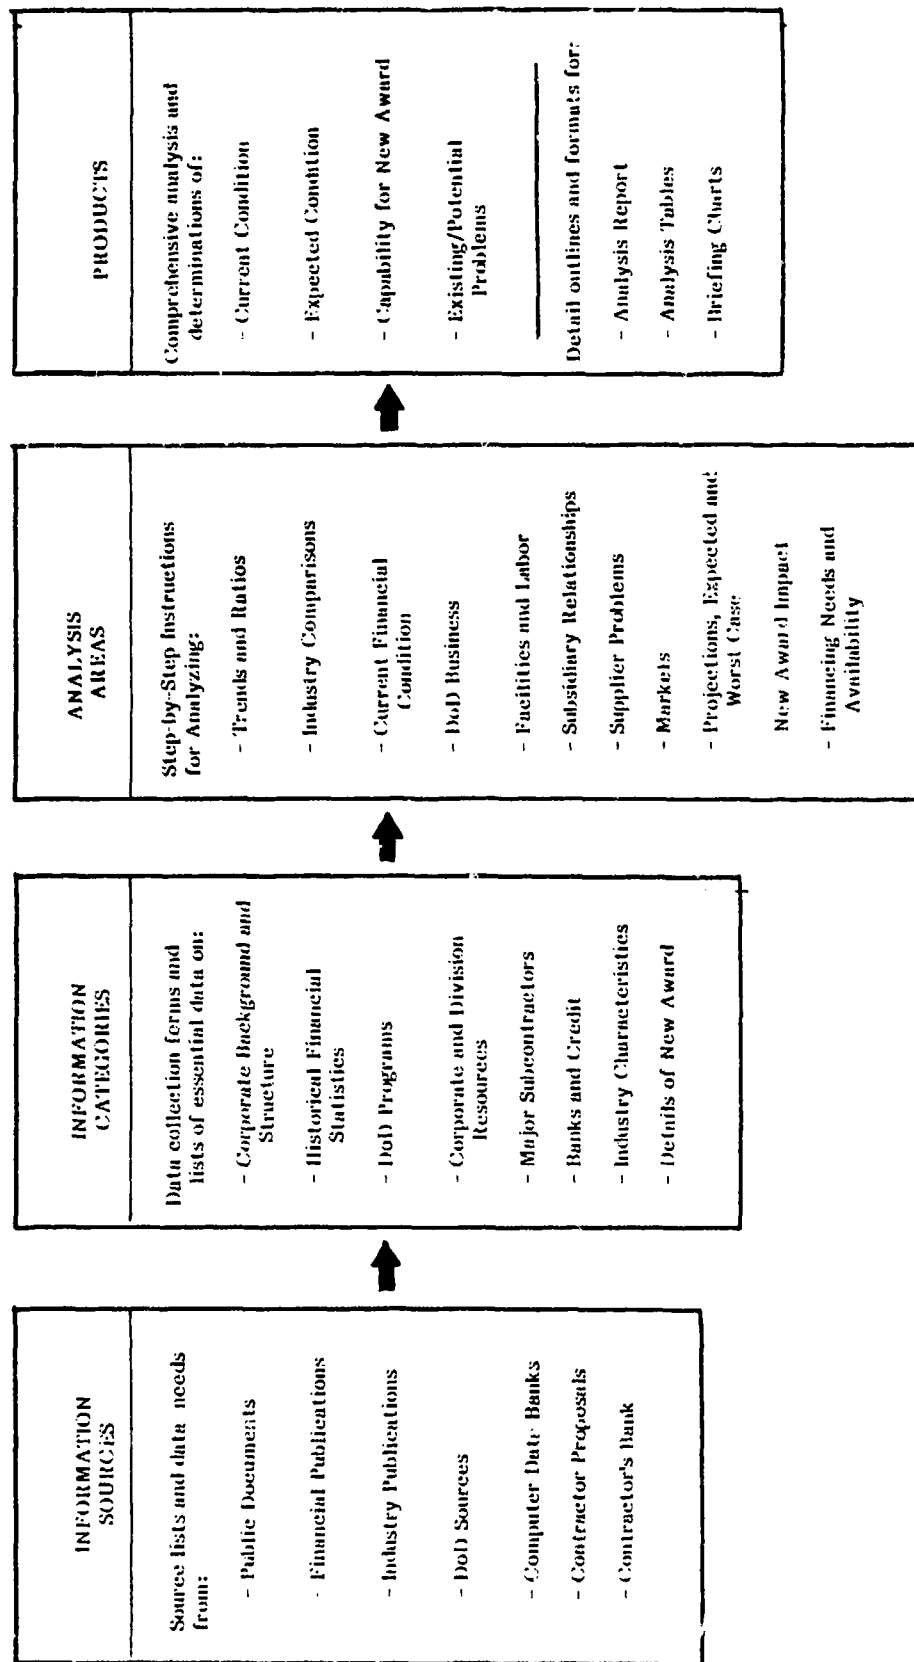 INFORMATION
SOURCES
Source lists and data needs
from:
- Public Documents
- Financial Publications
- Industry Publications
- DoD Sources
- Computer Date Banks
- Contractor Proposals
- Contractor's Bank
INFORMATION
CATEGORIES
Data collection forms and
lists of essential data on:
- Corporate Background and
Structure
- Historical Financial
Statistics
- DoD Programs
- Corporate and Division
Resources
- Major Subcontractors
- Banks and Credit
- Industry Characteristics
- Details of New Award
ANALYSIS
AREAS
Step-by-Step Instructions
for Analyzing:
- Trends and Ratios
- Industry Comparisons
- Current Financial
Condition
- DoD Business
- Facilities and Labor
- Subsidiary Relationships
- Supplier Problems
- Markets
- Projections, Expected and
Worst Case
New Award Impact
- Financing Needs and
Availability
PRODUCTS
Comprehensive analysis and
determinations of:
- Current Condition
- Expected Condition
- Capability for New Award
- Existing/Potential
Problems
Detail outlines and formats for:
- Analysis Report
- Analysis Tables
- Briefing Charts